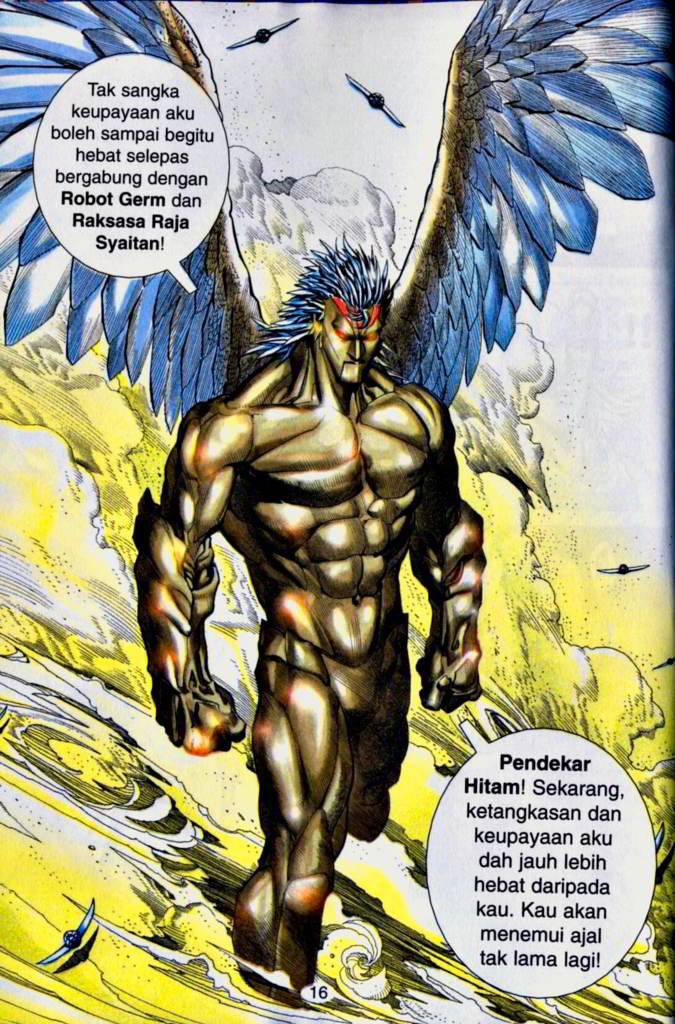 Tak sangka
keupayaan aku
boleh sampai begitu
hebat selepas
bergabung dengan
Robot Germ dan
Raksasa Raja
Syaitan!
Pendekar
Hitam! Sekarang,
ketangkasan dan
keupayaan aku
dah jauh lebih
hebat daripada
kau. Kau akan
menemui ajal
tak lama lagi!
16